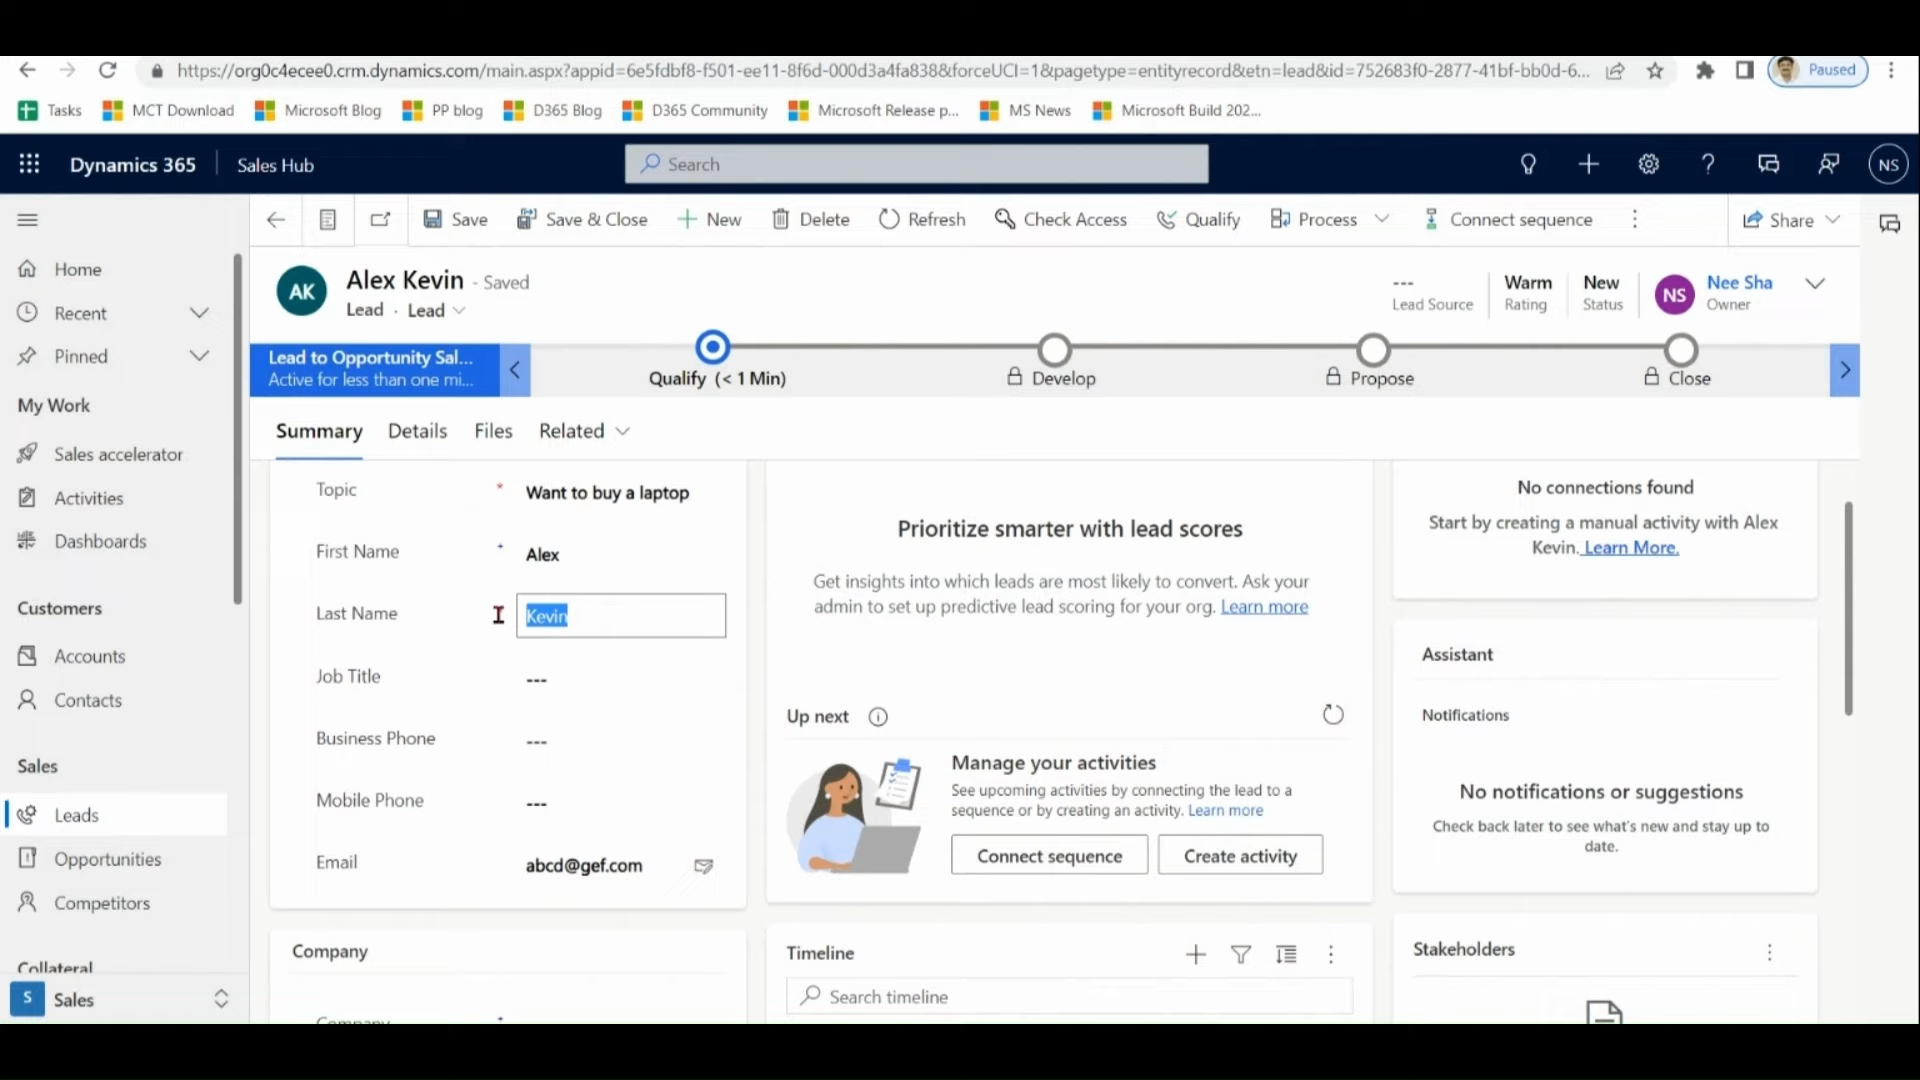 https://org0c4ecee0.crm.dynamics.com/main.aspx?appid=6e5fdbf8-f501-ee11-8f6d-000d3a4fa838&forceUCI=1&pagetype=entityrecord&etn=lead&id=752683f0-2877-41bf-bb0d-6... Paused
Tasks MCT Download Microsoft Blog PP blog D365 Blog D365 Community Microsoft Release p... MS News Microsoft Build 202...
Dynamics 365 Sales Hub Search NS
Save Save & Close New Delete Refresh Check Access Qualify Process Connect sequence Share
Home
Recent
Pinned
My Work
Sales accelerator
Activities
Dashboards
Customers
Accounts
Contacts
Sales
Leads
Opportunities
Competitors
Collateral
S Sales
AK Alex Kevin - Saved
Lead · Lead
--- Lead Source
Warm Rating
New Status
NS Nee Sha Owner
Lead to Opportunity Sal...
Active for less than one mi...
Qualify (< 1 Min) Develop Propose Close
Summary Details Files Related
Topic * Want to buy a laptop
First Name + Alex
Last Name Kevin
Job Title ---
Business Phone ---
Mobile Phone ---
Email abcd@gef.com
Company
Company +
Prioritize smarter with lead scores
Get insights into which leads are most likely to convert. Ask your
admin to set up predictive lead scoring for your org. Learn more
Up next
Manage your activities
See upcoming activities by connecting the lead to a
sequence or by creating an activity. Learn more
Connect sequence Create activity
Timeline
Search timeline
No connections found
Start by creating a manual activity with Alex
Kevin. Learn More.
Assistant
Notifications
No notifications or suggestions
Check back later to see what's new and stay up to
date.
Stakeholders